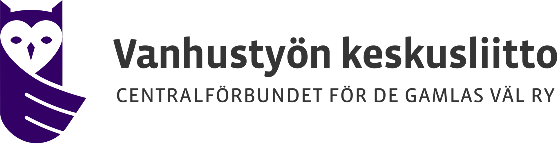 Vanhustyön keskusliitto
CENTRALFÖRBUNDET FÖR DE GAMLAS VÄL RY